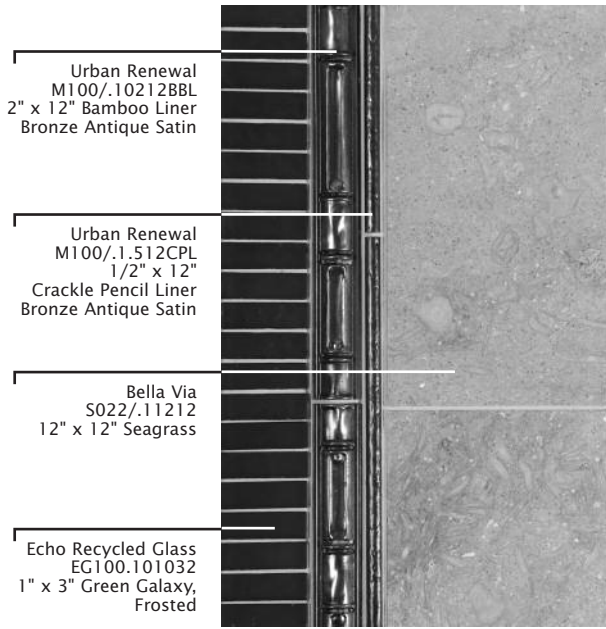 Urban Renewal
M100/.10212BBL
2" x 12" Bamboo Liner
Bronze Antique Satin
Urban Renewal
M100/.1.512CPL
1/2" x 12"
Crackle Pencil Liner
Bronze Antique Satin
Bella Via
S022/.11212
12" x 12" Seagrass
Echo Recycled Glass
EG100.101032
1" x 3" Green Galaxy,
Frosted